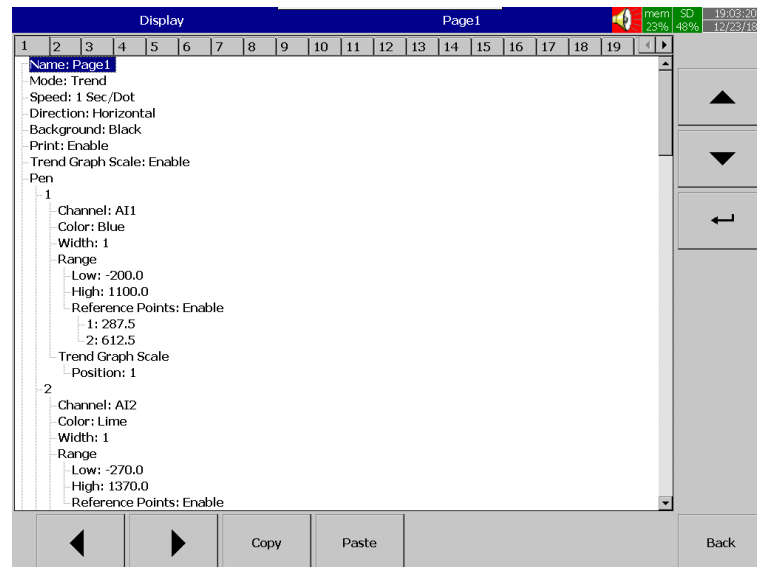 Display Page1 mem SD 19:03:20
23% 48% 12/23/18
1 2 3 4 5 6 7 8 9 10 11 12 13 14 15 16 17 18 19
Name: Page1
Mode: Trend
Speed: 1 Sec/Dot
Direction: Horizontal
Background: Black
Print: Enable
Trend Graph Scale: Enable
Pen
1
Channel: AI1
Color: Blue
Width: 1
Range
Low: -200.0
High: 1100.0
Reference Points: Enable
1: 287.5
2: 612.5
Trend Graph Scale
Position: 1
2
Channel: AI2
Color: Lime
Width: 1
Range
Low: -270.0
High: 1370.0
Reference Points: Enable
Copy Paste Back